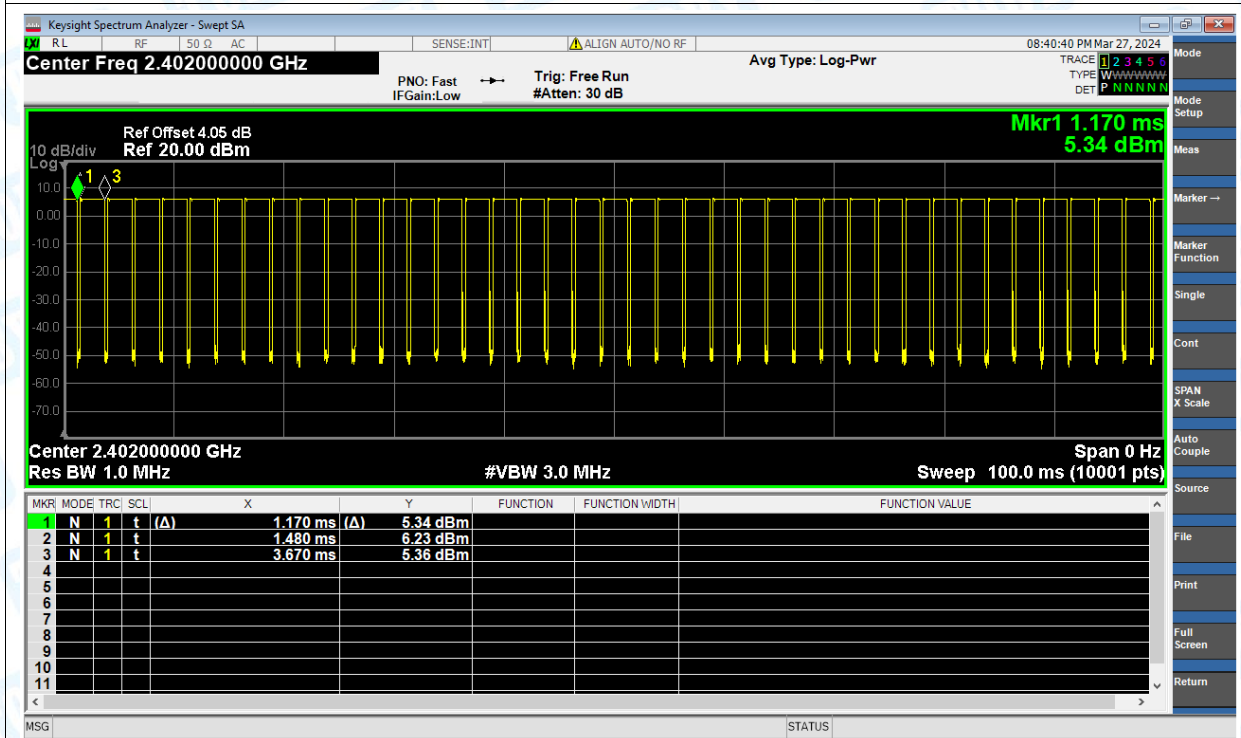 Keysight Spectrum Analyzer - Swept SA
LXI RL RF 50 Ω AC SENSE:INT ALIGN AUTO/NO RF 08:40:40 PM Mar 27, 2024
Center Freq 2.402000000 GHz
PNO: Fast
IFGain:Low
Trig: Free Run
#Atten: 30 dB
Avg Type: Log-Pwr
TRACE 1 2 3 4 5 6
TYPE WWWWWW
DET P N N N N N
Ref Offset 4.05 dB
10 dB/div Ref 20.00 dBm
Log
Mkr1 1.170 ms
5.34 dBm
1 3
10.0
0.00
-10.0
-20.0
-30.0
-40.0
-50.0
-60.0
-70.0
Center 2.402000000 GHz Span 0 Hz
Res BW 1.0 MHz #VBW 3.0 MHz Sweep 100.0 ms (10001 pts)
MKR MODE TRC SCL X Y FUNCTION FUNCTION WIDTH FUNCTION VALUE
1 N 1 t (Δ) 1.170 ms (Δ) 5.34 dBm
2 N 1 t 1.480 ms 6.23 dBm
3 N 1 t 3.670 ms 5.36 dBm
4
5
6
7
8
9
10
11
MSG STATUS
Mode
Mode
Setup
Meas
Marker→
Marker
Function
Single
Cont
SPAN
X Scale
Auto
Couple
Source
File
Print
Full
Screen
Return